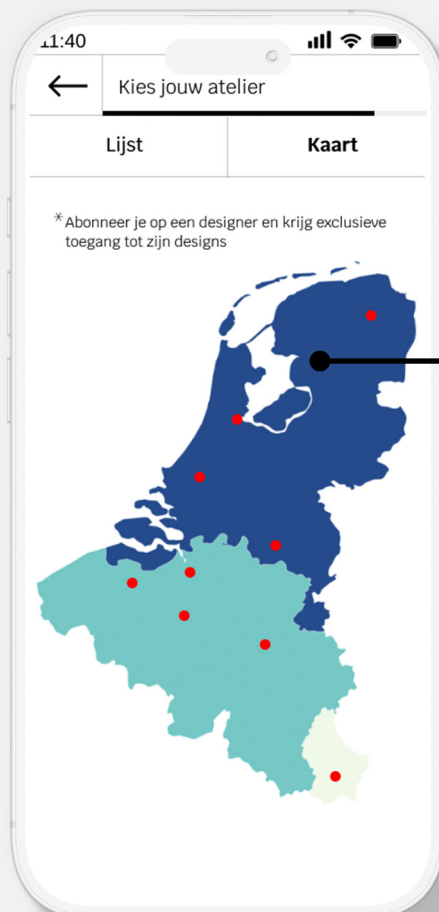 11:40
Kies jouw atelier
Lijst
Kaart
*Abonneer je op een designer en krijg exclusieve
toegang tot zijn designs